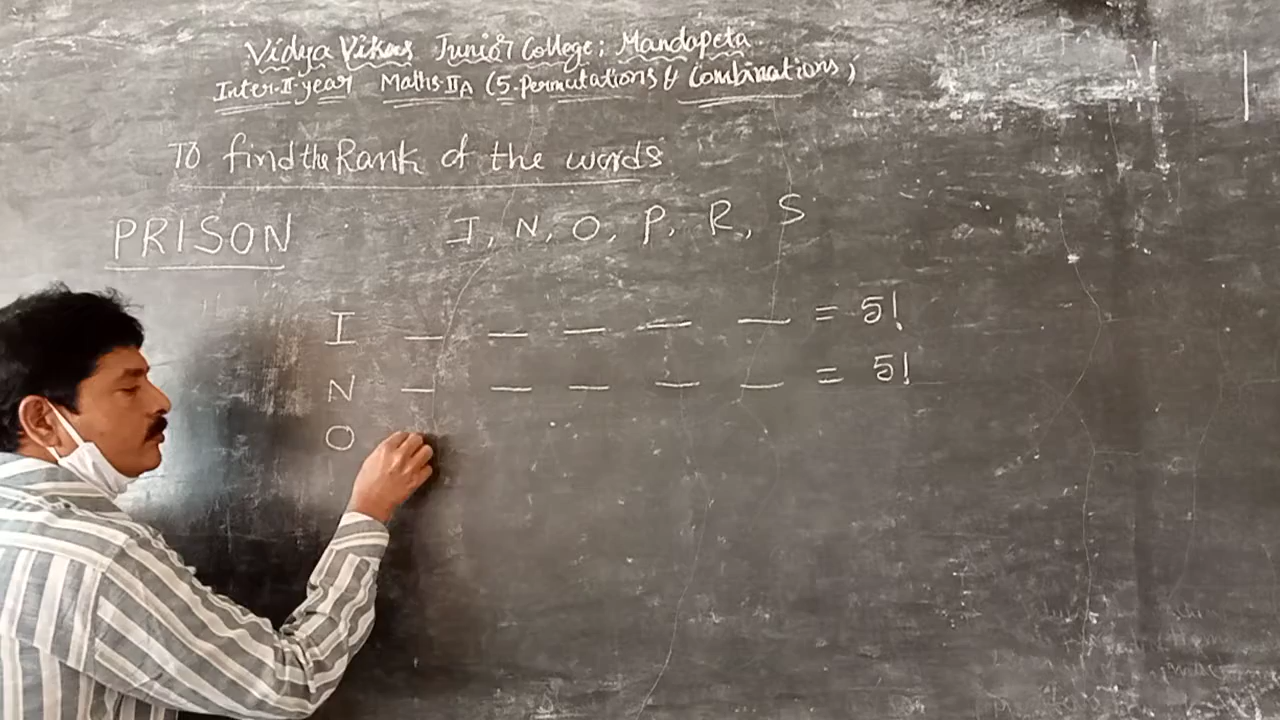 Vidya Vikas Junior College; Mandapeta
Inter-II-year Maths-IIA (5-Permutations & Combinations)
To find the Rank of the words
PRISON I, N, O, P, R, S
I _ _ _ _ _ = 5!
N _ _ _ _ _ = 5!
O